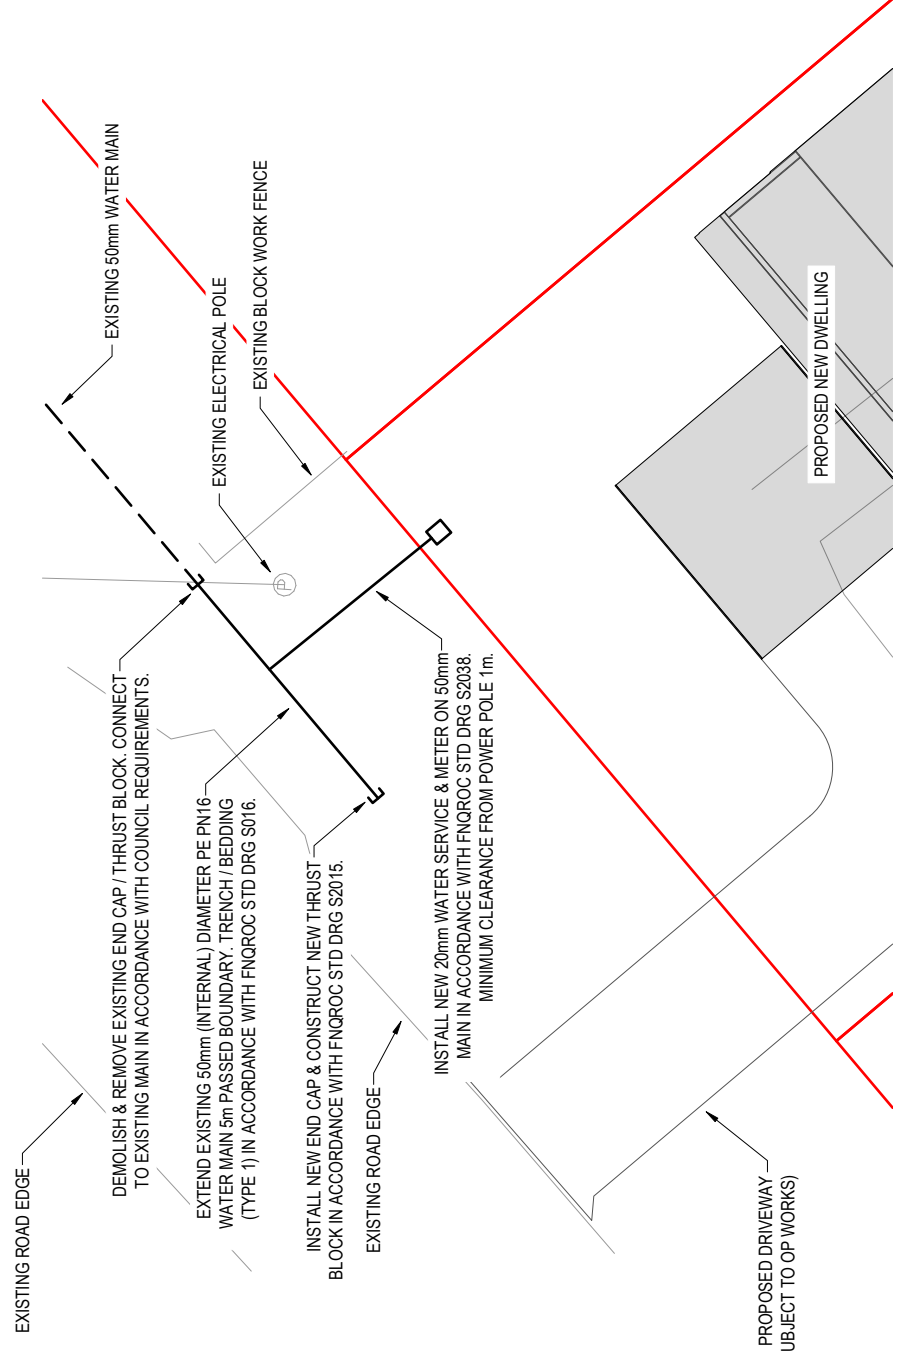 EXISTING ROAD EDGE
DEMOLISH & REMOVE EXISTING END CAP / THRUST BLOCK. CONNECT
TO EXISTING MAIN IN ACCORDANCE WITH COUNCIL REQUIREMENTS.
EXISTING 50mm WATER MAIN
EXTEND EXISTING 50mm (INTERNAL) DIAMETER PE PN16
WATER MAIN 5m PASSED BOUNDARY. TRENCH / BEDDING
(TYPE 1) IN ACCORDANCE WITH FNQROC STD DRG S016.
EXISTING ELECTRICAL POLE
EXISTING BLOCK WORK FENCE
P
INSTALL NEW END CAP & CONSTRUCT NEW THRUST
BLOCK IN ACCORDANCE WITH FNQROC STD DRG S2015.
EXISTING ROAD EDGE
INSTALL NEW 20mm WATER SERVICE & METER ON 50mm
MAIN IN ACCORDANCE WITH FNQROC STD DRG S2038.
MINIMUM CLEARANCE FROM POWER POLE 1m.
PROPOSED DRIVEWAY
UBJECT TO OP WORKS)
PROPOSED NEW DWELLING